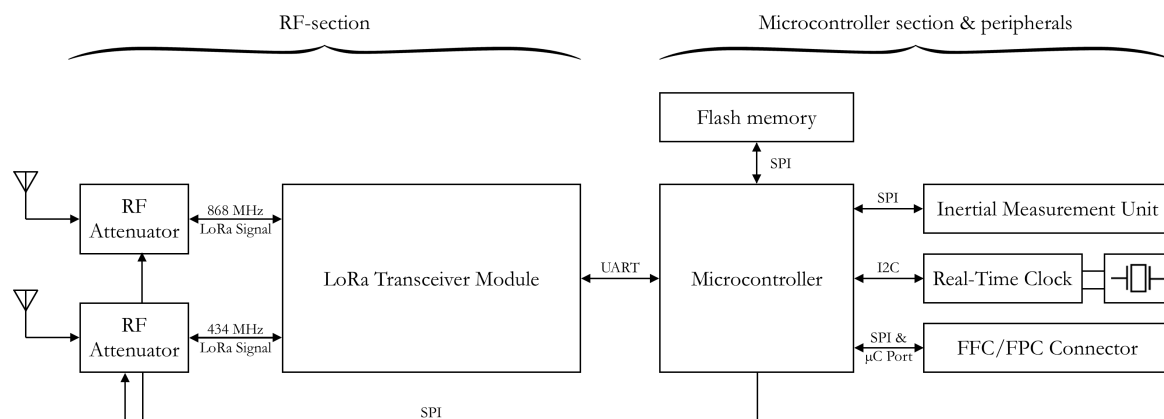 RF-section
Microcontroller section & peripherals
Flash memory
SPI
RF
Attenuator
868 MHz
LoRa Signal
LoRa Transceiver Module
UART
Microcontroller
SPI
Inertial Measurement Unit
I2C
Real-Time Clock
RF
Attenuator
434 MHz
LoRa Signal
SPI &
μC Port
FFC/FPC Connector
SPI